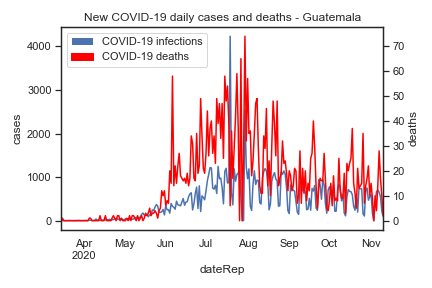 New COVID-19 daily cases and deaths - Guatemala
COVID-19 infections
COVID-19 deaths
4000
3000
2000
1000
0
cases
70
60
50
40
30
20
10
0
deaths
Apr May Jun Jul Aug Sep Oct Nov
2020
dateRep